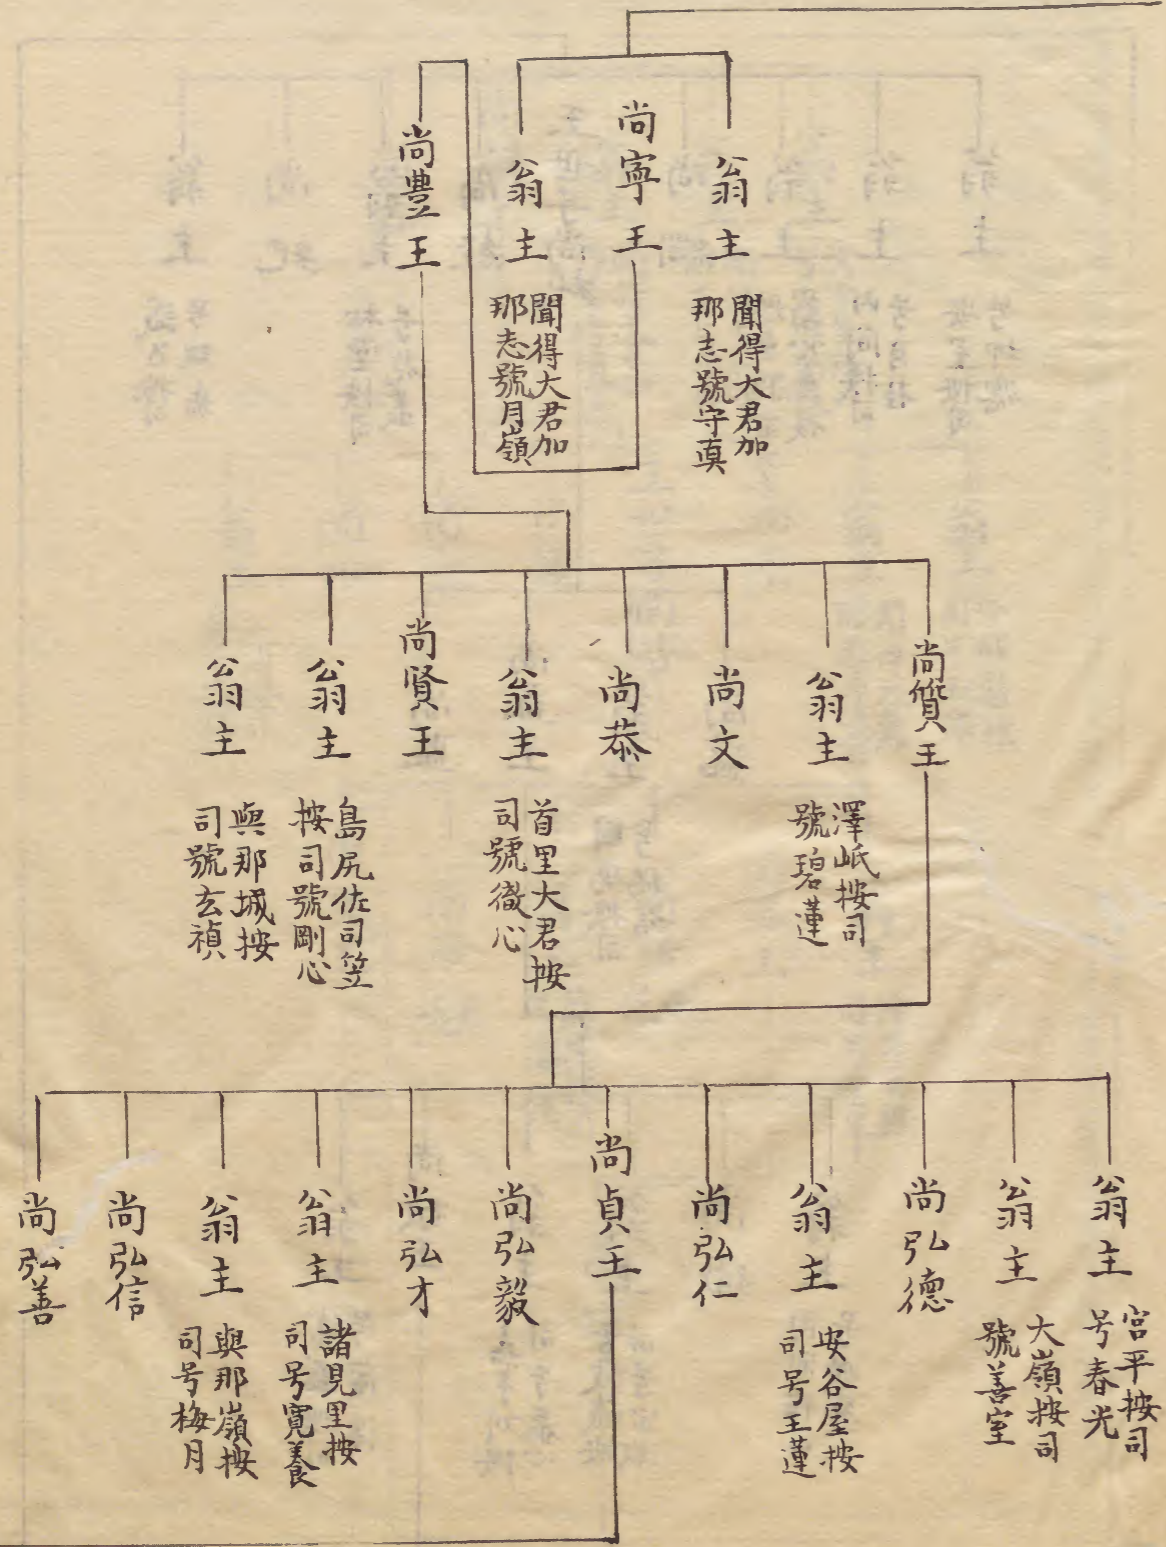 翁主
聞得大君加
那志號守真
尚寧王
翁主
聞得大君加
那志號月嶺
尚豐王
尚質王
翁主
澤岻按司
號碧蓮
尚文
尚恭
翁主
首里大君按
司號徹心
尚賢王
翁主
島尻佐司笠
按司號剛心
翁主
與那城按
司號玄禎
翁主
宮平按司
号春光
翁主
大嶺按司
號善室
尚弘德
翁主
安谷屋按
司号王蓮
尚弘仁
尚貞王
尚弘毅
尚弘才
翁主
諸見里按
司号寛養
翁主
與那嶺按
司号梅月
尚弘信
尚弘善